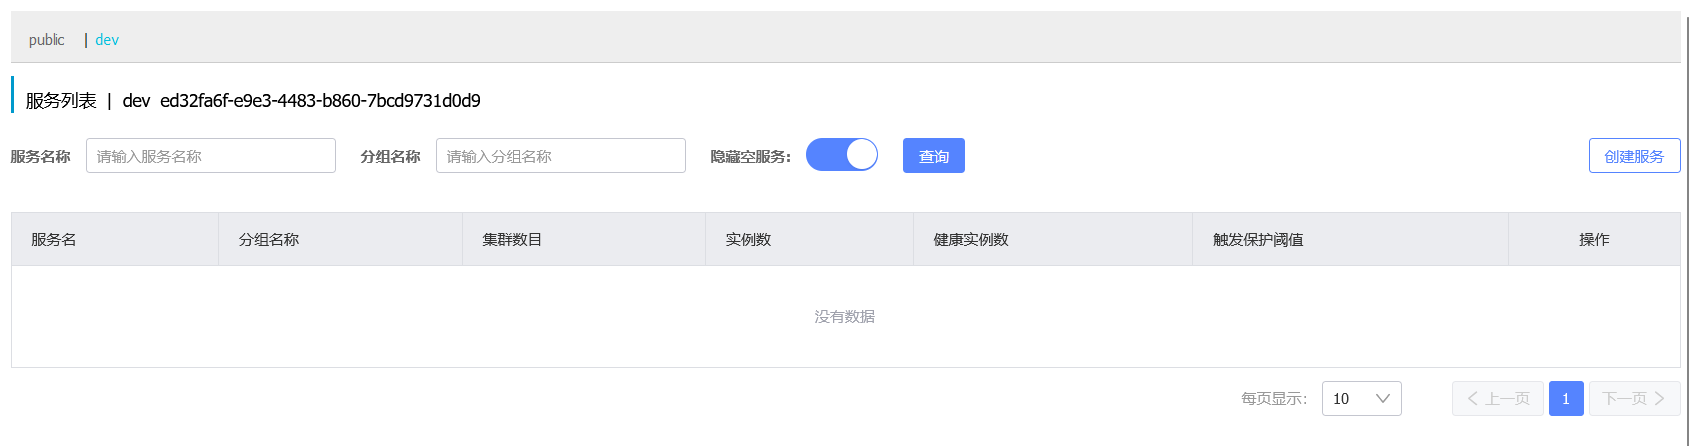 public | dev
服务列表 | dev ed32fa6f-e9e3-4483-b860-7bcd9731d0d9
服务名称 请输入服务名称 分组名称 请输入分组名称 隐藏空服务: 查询 创建服务
服务名 分组名称 集群数目 实例数 健康实例数 触发保护阈值 操作
没有数据
每页显示: 10 上一页 1 下一页